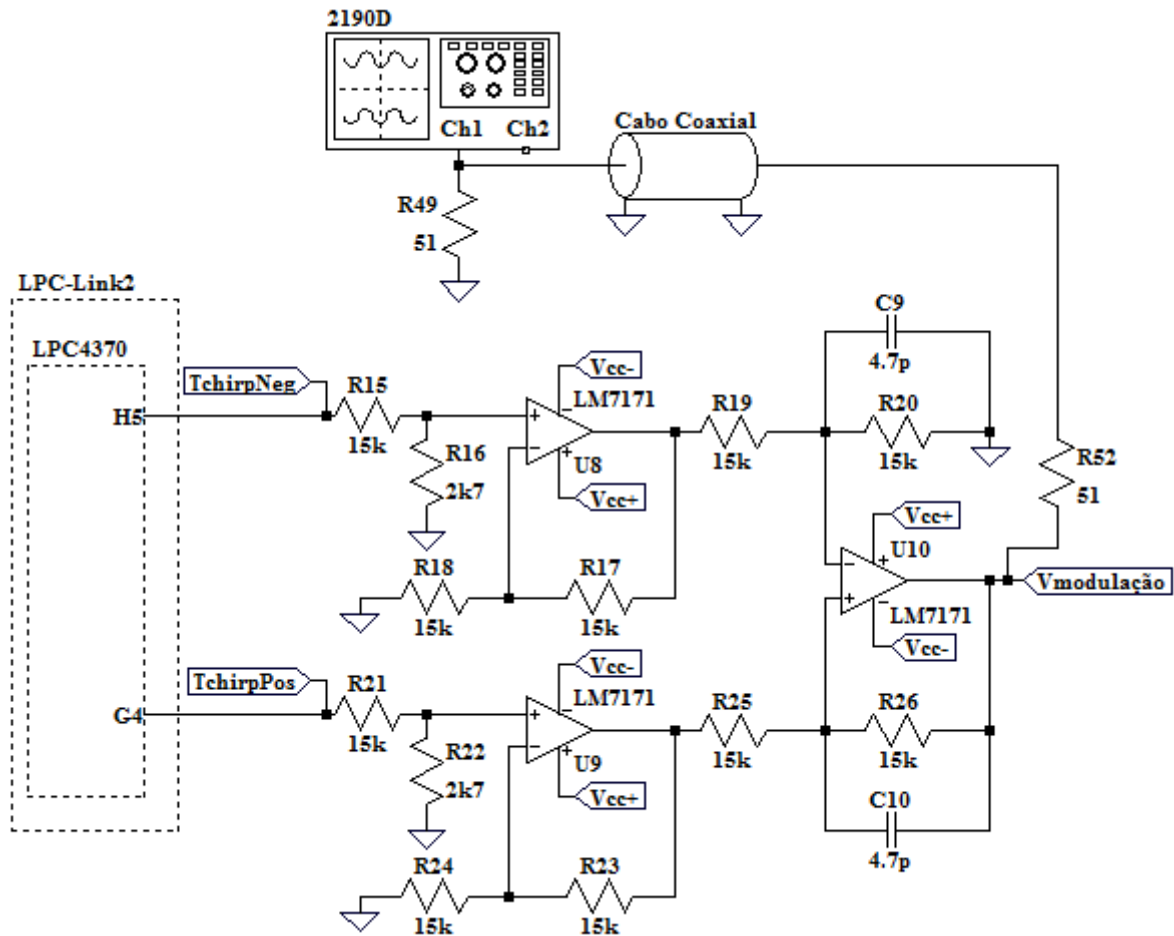 2190D
Ch1 Ch2
Cabo Coaxial
R49
51
LPC-Link2
LPC4370
H5
TchirpNeg
R15
15k
R16
2k7
Vcc-
LM7171
U8
Vcc+
R18
15k
R17
15k
R19
15k
C9
4.7p
R20
15k
R52
51
Vcc+
U10
LM7171
Vcc-
Vmodulação
G4
TchirpPos
R21
15k
R22
2k7
Vcc-
LM7171
U9
Vcc+
R24
15k
R23
15k
R25
15k
R26
15k
C10
4.7p